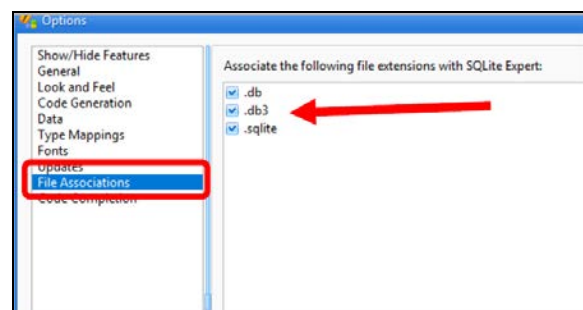 Options
Show/Hide Features
General
Look and Feel
Code Generation
Data
Type Mappings
Fonts
Updates
File Associations
Code Completion
Associate the following file extensions with SQLite Expert:
.db
.db3
.sqlite